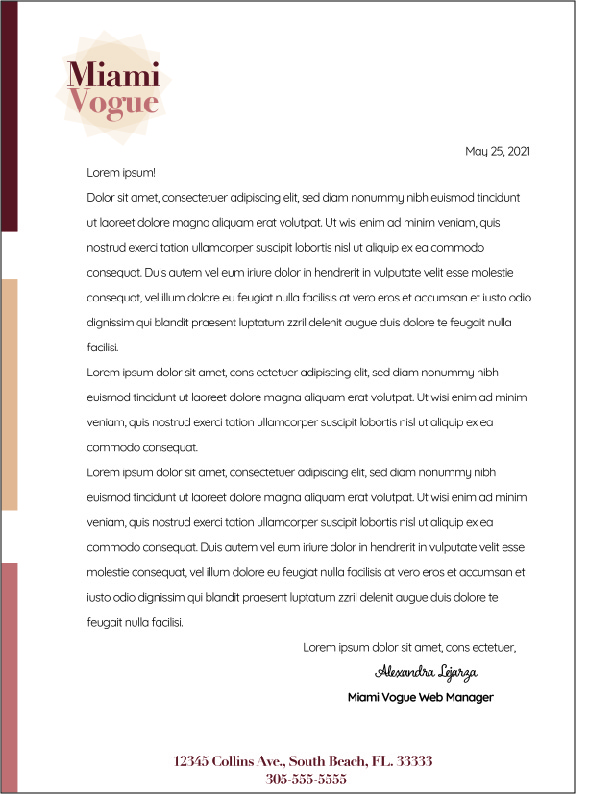 Miami
Vogue
May 25, 2021
Lorem ipsum!
Dolor sit amet, consectetuer adipiscing elit, sed diam nonummy nibh euismod tincidunt
ut laoreet dolore magna aliquam erat volutpat. Ut wisi enim ad minim veniam, quis
nostrud exerci tation ullamcorper suscipit lobortis nisl ut aliquip ex ea commodo
consequat. Duis autem vel eum iriure dolor in hendrerit in vulputate velit esse molestie
consequat, vel illum dolore eu feugiat nulla facilisis at vero eros et accumsan et iusto odio
dignissim qui blandit praesent luptatum zzril delenit augue duis dolore te feugait nulla
facilisi.
Lorem ipsum dolor sit amet, cons ectetuer adipiscing elit, sed diam nonummy nibh
euismod tincidunt ut laoreet dolore magna aliquam erat volutpat. Ut wisi enim ad minim
veniam, quis nostrud exerci tation ullamcorper suscipit lobortis nisl ut aliquip ex ea
commodo consequat.
Lorem ipsum dolor sit amet, consectetuer adipiscing elit, sed diam nonummy nibh
euismod tincidunt ut laoreet dolore magna aliquam erat volutpat. Ut wisi enim ad minim
veniam, quis nostrud exerci tation ullamcorper suscipit lobortis nisl ut aliquip ex ea
commodo consequat. Duis autem vel eum iriure dolor in hendrerit in vulputate velit esse
molestie consequat, vel illum dolore eu feugiat nulla facilisis at vero eros et accumsan et
iusto odio dignissim qui blandit praesent luptatum zzril delenit augue duis dolore te
feugait nulla facilisi.
Lorem ipsum dolor sit amet, cons ectetuer,
Alexandra Lejarza
Miami Vogue Web Manager
12345 Collins Ave., South Beach, FL. 33333
305-555-5555